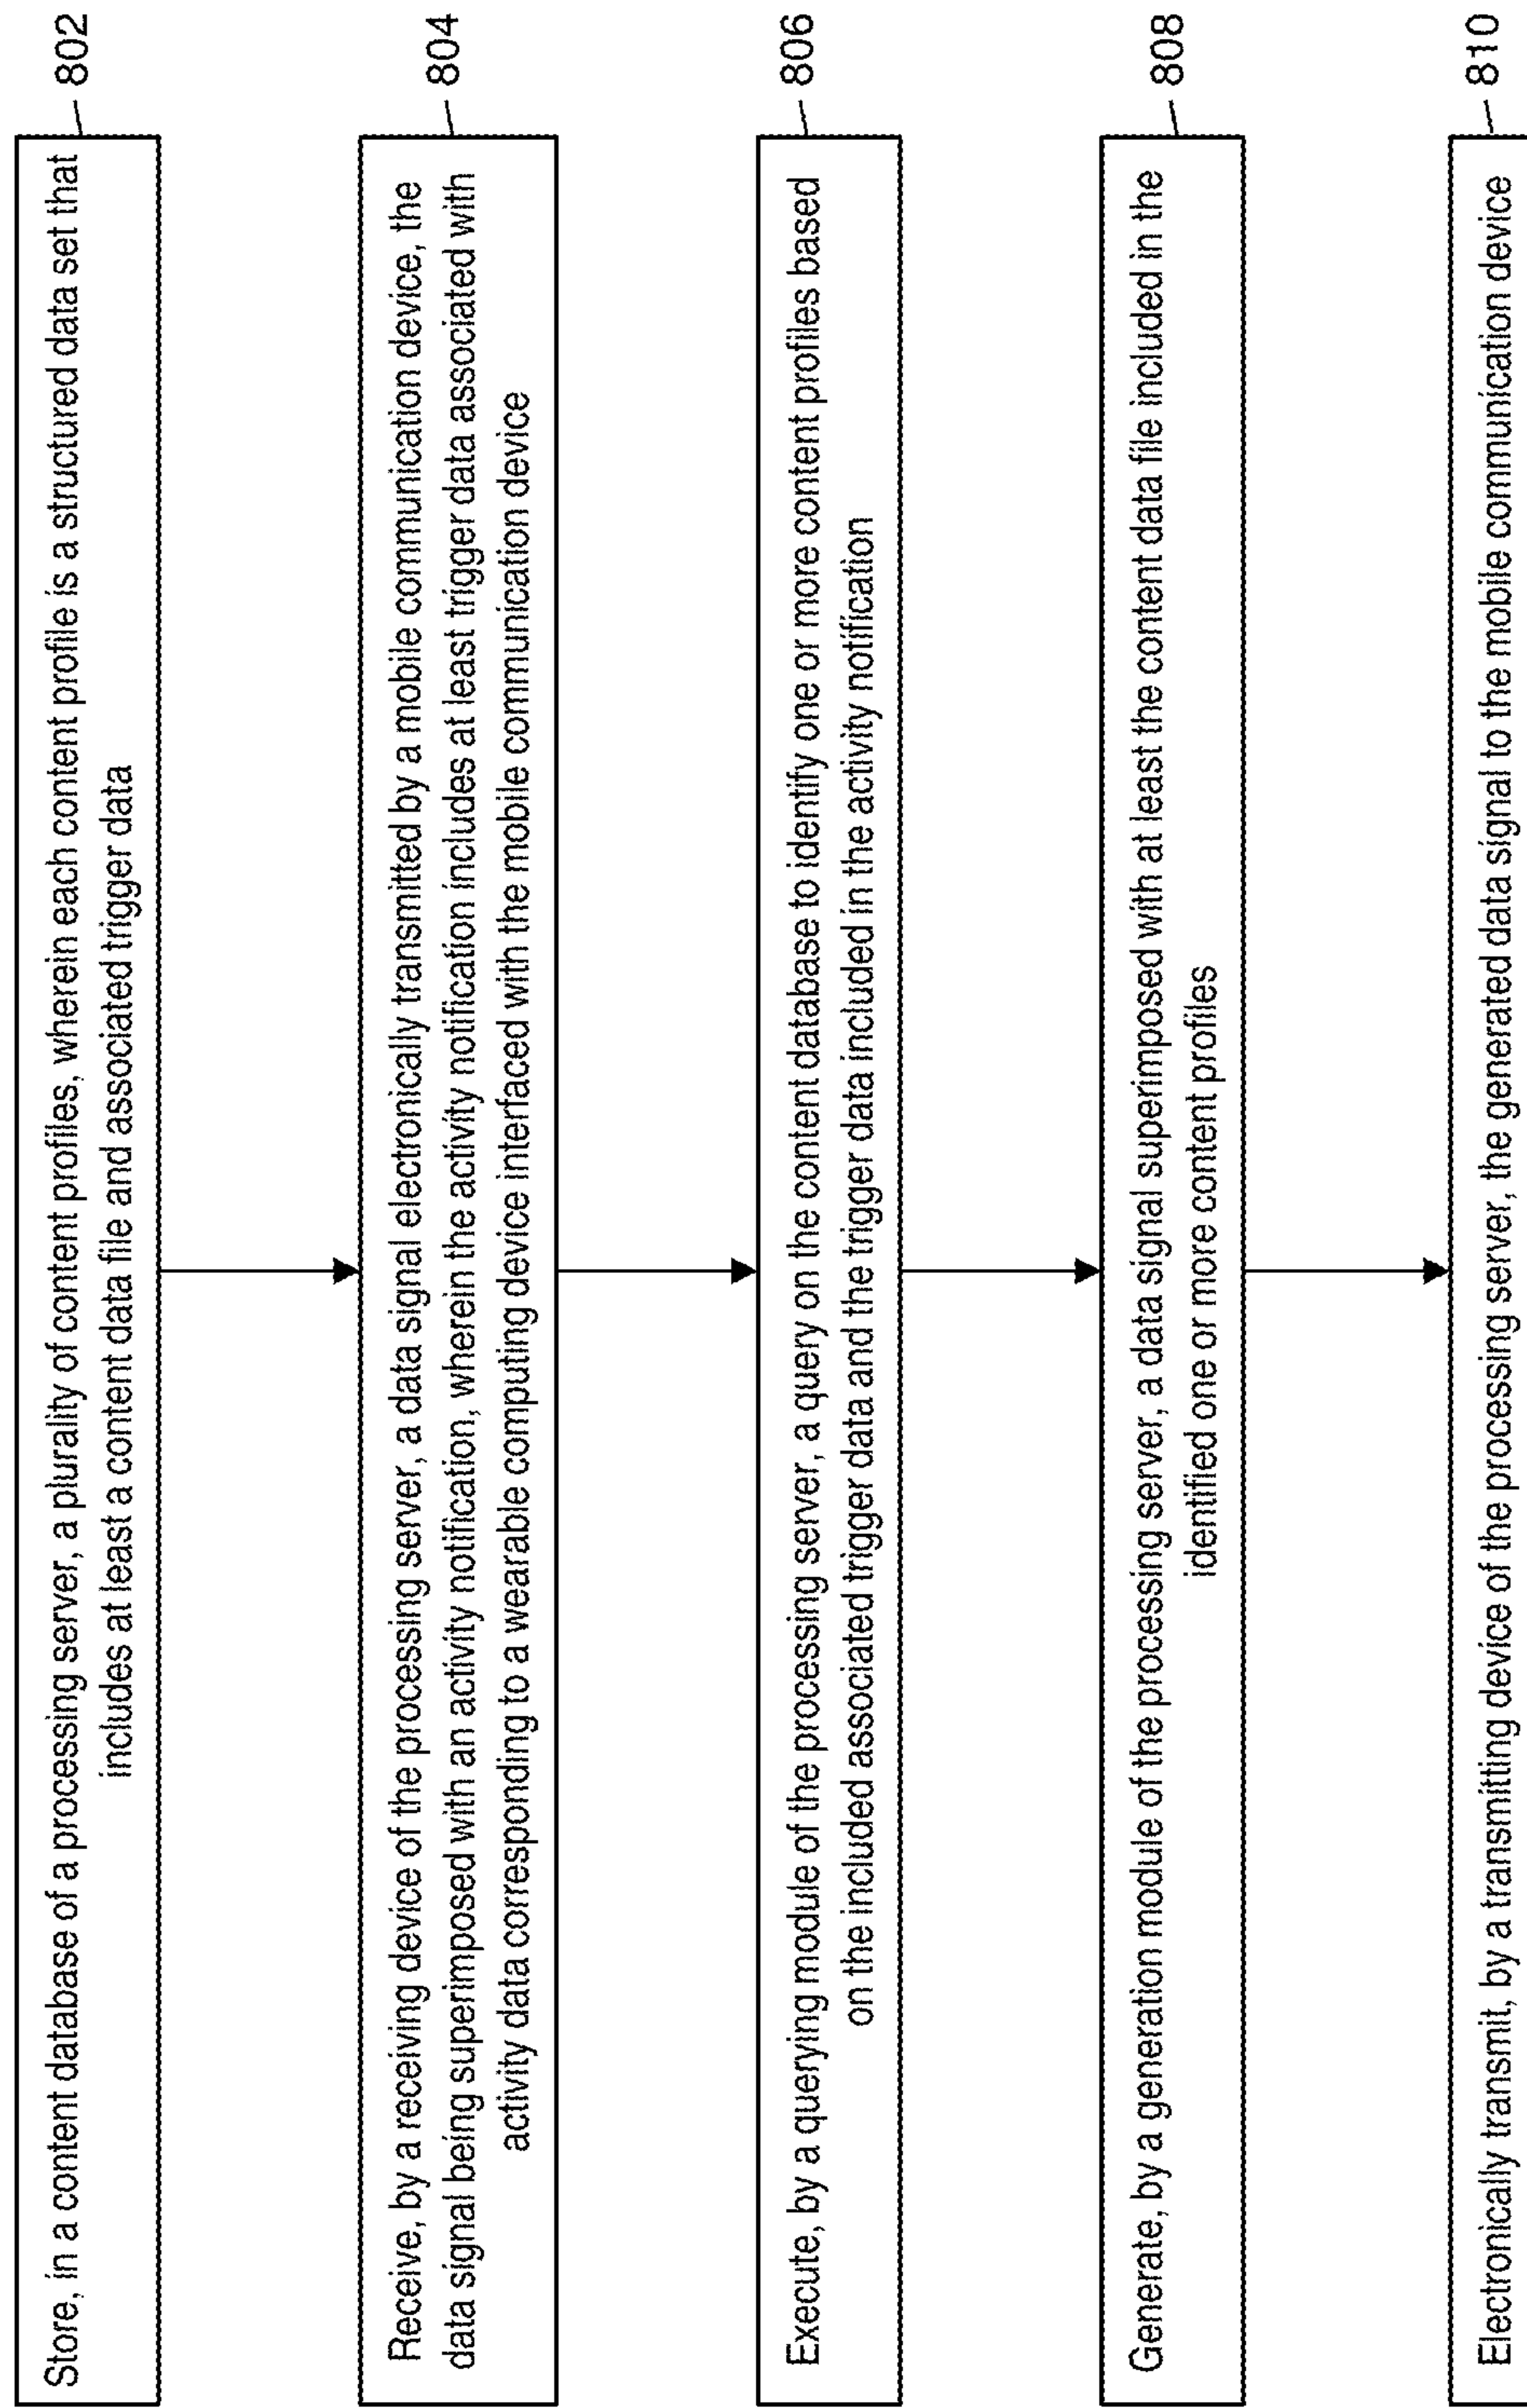 Store, in a content database of a processing server, a plurality of content profiles, wherein each content profile is a structured data set that
includes at least a content data file and associated trigger data
802
Receive, by a receiving device of the processing server, a data signal electronically transmitted by a mobile communication device, the
data signal being superimposed with an activity notification, wherein the activity notification includes at least trigger data associated with
activity data corresponding to a wearable computing device interfaced with the mobile communication device
804
Execute, by a querying module of the processing server, a query on the content database to identify one or more content profiles based
on the included associated trigger data and the trigger data included in the activity notification
806
Generate, by a generation module of the processing server, a data signal superimposed with at least the content data file included in the
identified one or more content profiles
808
Electronically transmit, by a transmitting device of the processing server, the generated data signal to the mobile communication device
810